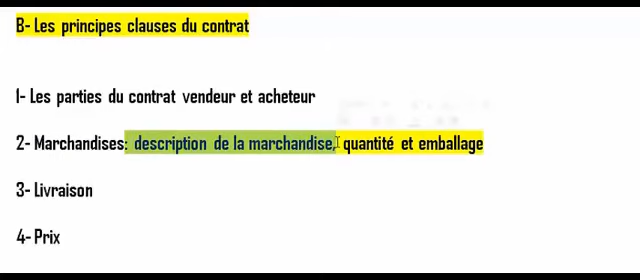 B- Les principes clauses du contrat
1- Les parties du contrat vendeur et acheteur
2- Marchandises: description de la marchandise, quantité et emballage
3- Livraison
4- Prix